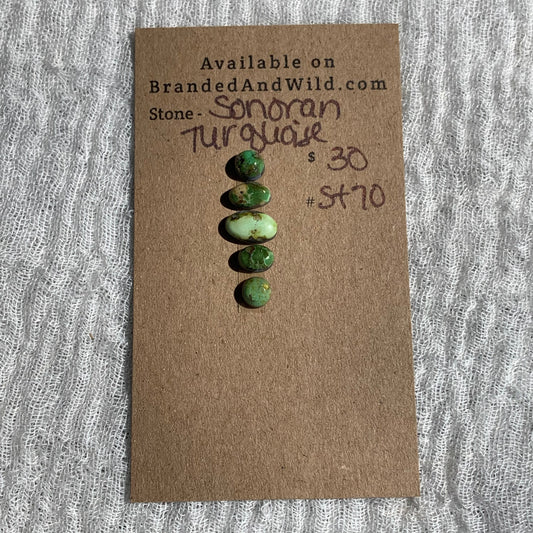 Available on
BrandedAndWild.com
Stone - Sonoran
Turquoise
$ 30
# St70